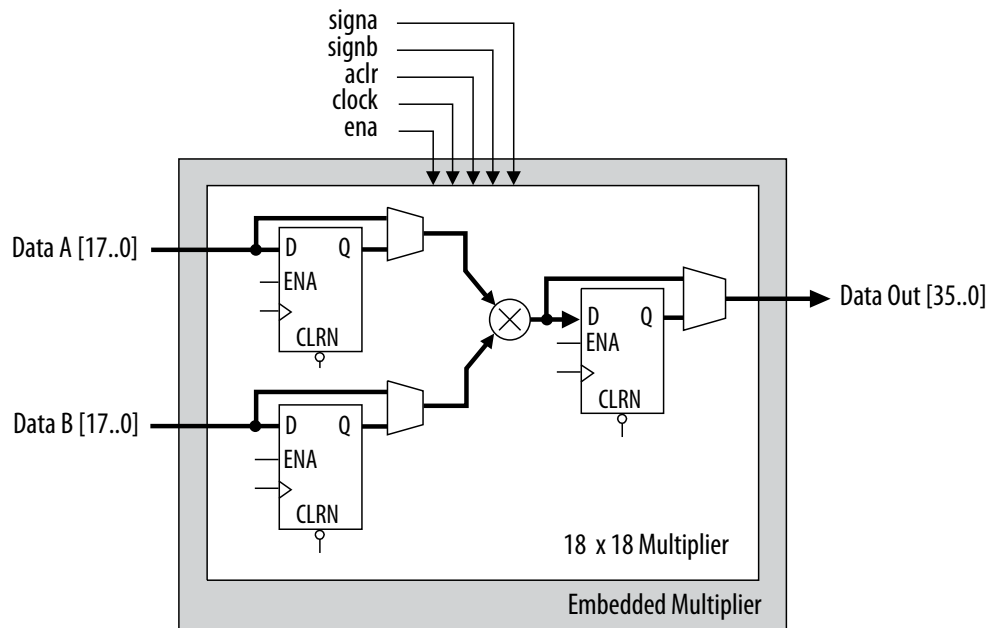 signa
signb
aclr
clock
ena
Data A [17..0]
D Q
ENA
CLRN
Data B [17..0]
D Q
ENA
CLRN
D Q
ENA
CLRN
Data Out [35..0]
18 x 18 Multiplier
Embedded Multiplier